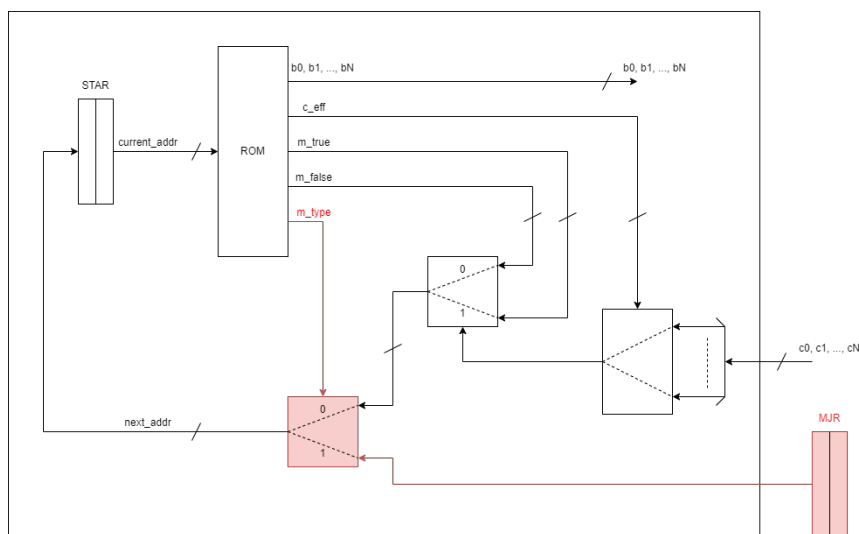 b0, b1, ..., bN
b0, b1, ..., bN
STAR
c_eff
current_addr
ROM
m_true
m_false
m_type
0
1
c0, c1, ..., cN
0
next_addr
1
MJR